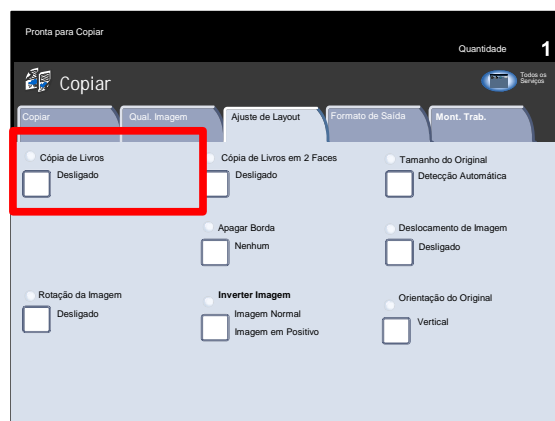 Pronta para Copiar
Quantidade 1
Copiar
Todos os
Serviços
Copiar Qual. Imagem Ajuste de Layout Formato de Saída Mont. Trab.
Cópia de Livros
Desligado
Cópia de Livros em 2 Faces
Desligado
Tamanho do Original
Detecção Automática
Apagar Borda
Nenhum
Deslocamento de Imagem
Desligado
Rotação da Imagem
Desligado
Inverter Imagem
Imagem Normal
Imagem em Positivo
Orientação do Original
Vertical